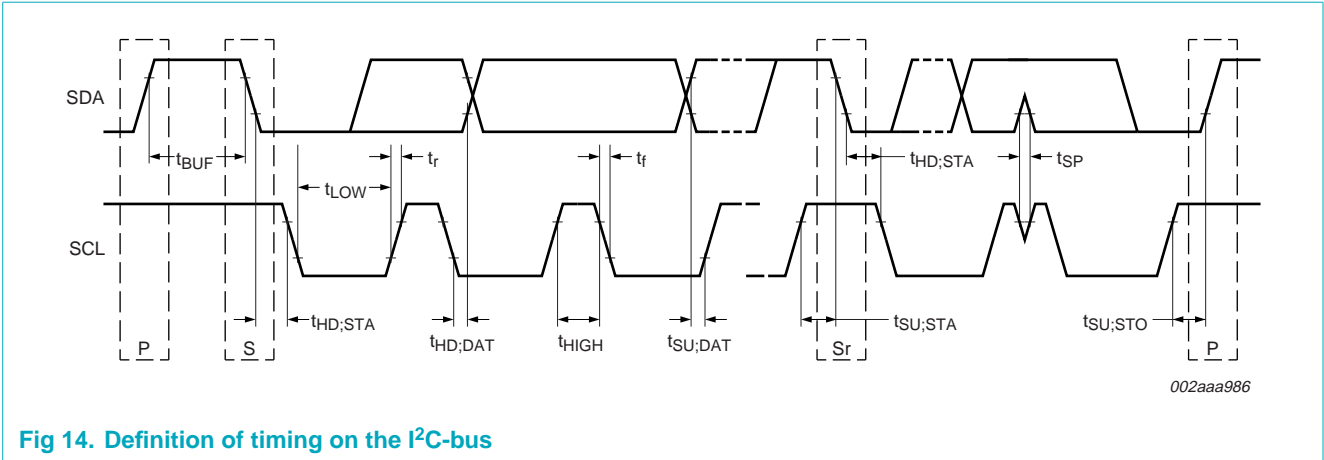 SDA
tBUF
tr
tf
tHD;STA
tSP
tLOW
SCL
tHD;STA
tHD;DAT
tHIGH
tSU;DAT
tSU;STA
tSU;STO
P
S
Sr
P
002aaa986
Fig 14. Definition of timing on the I2C-bus